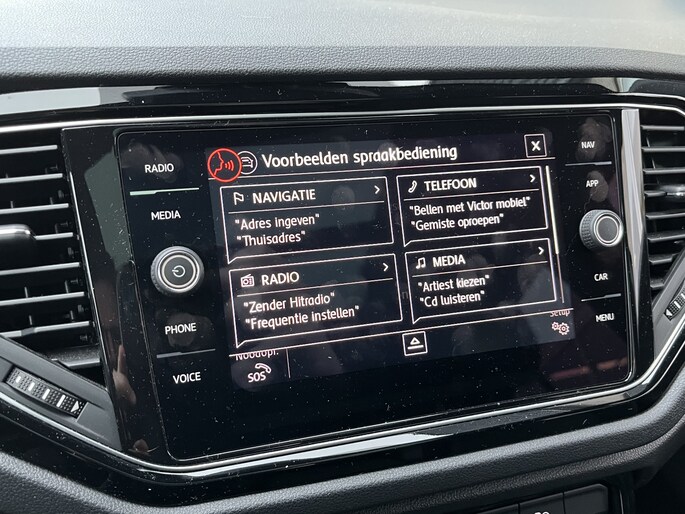 Voorbeelden spraakbediening
X
RADIO
MEDIA
PHONE
VOICE
NAVIGATIE
"Adres ingeven"
"Thuisadres"
TELEFOON
"Bellen met Victor mobiel"
"Gemiste oproepen"
RADIO
"Zender Hitradio"
"Frequentie instellen"
MEDIA
"Artiest kiezen"
"Cd luisteren"
Noodopr.
SOS
Setup
NAV
APP
CAR
MENU